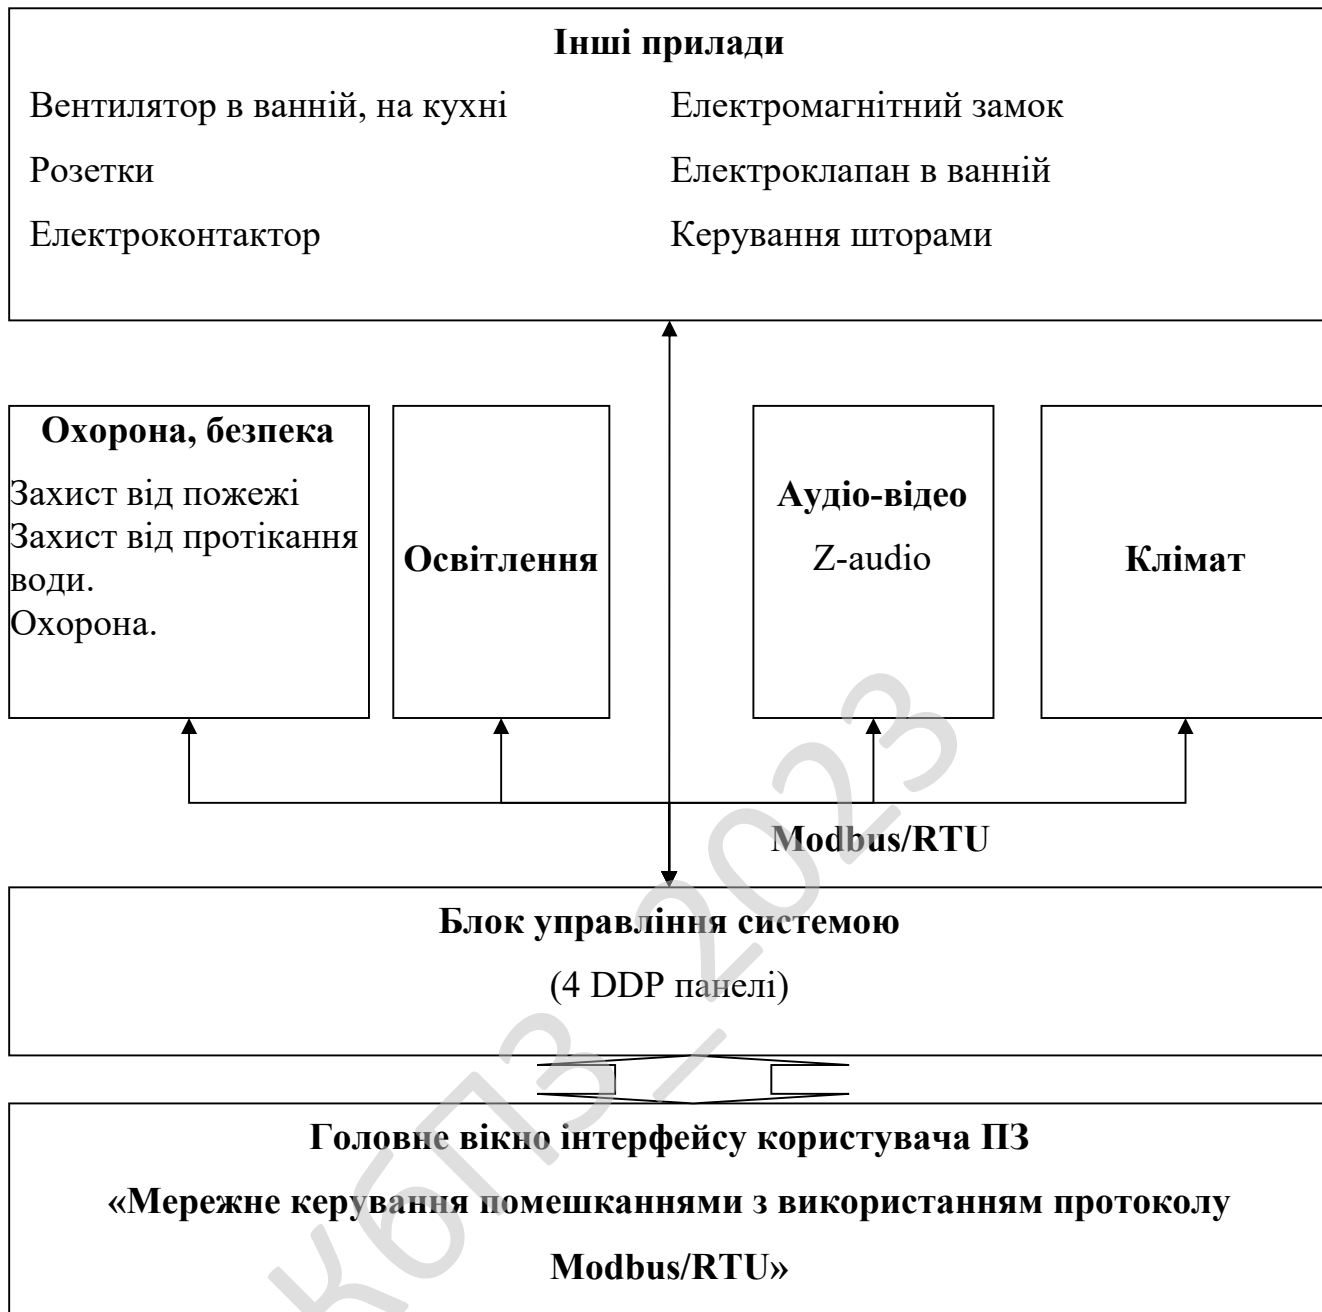 Інші прилади
Вентилятор в ванній, на кухні
Розетки
Електроконтактор
Електромагнітний замок
Електроклапан в ванній
Керування шторами
Охорона, безпека
Захист від пожежі
Захист від протікання
води.
Охорона.
Освітлення
Аудіо-відео
Z-audio
Клімат
Modbus/RTU
Блок управління системою
(4 DDP панелі)
Головне вікно інтерфейсу користувача ПЗ
«Мережне керування помешканнями з використанням протоколу
Modbus/RTU»
КбПЗ_2023